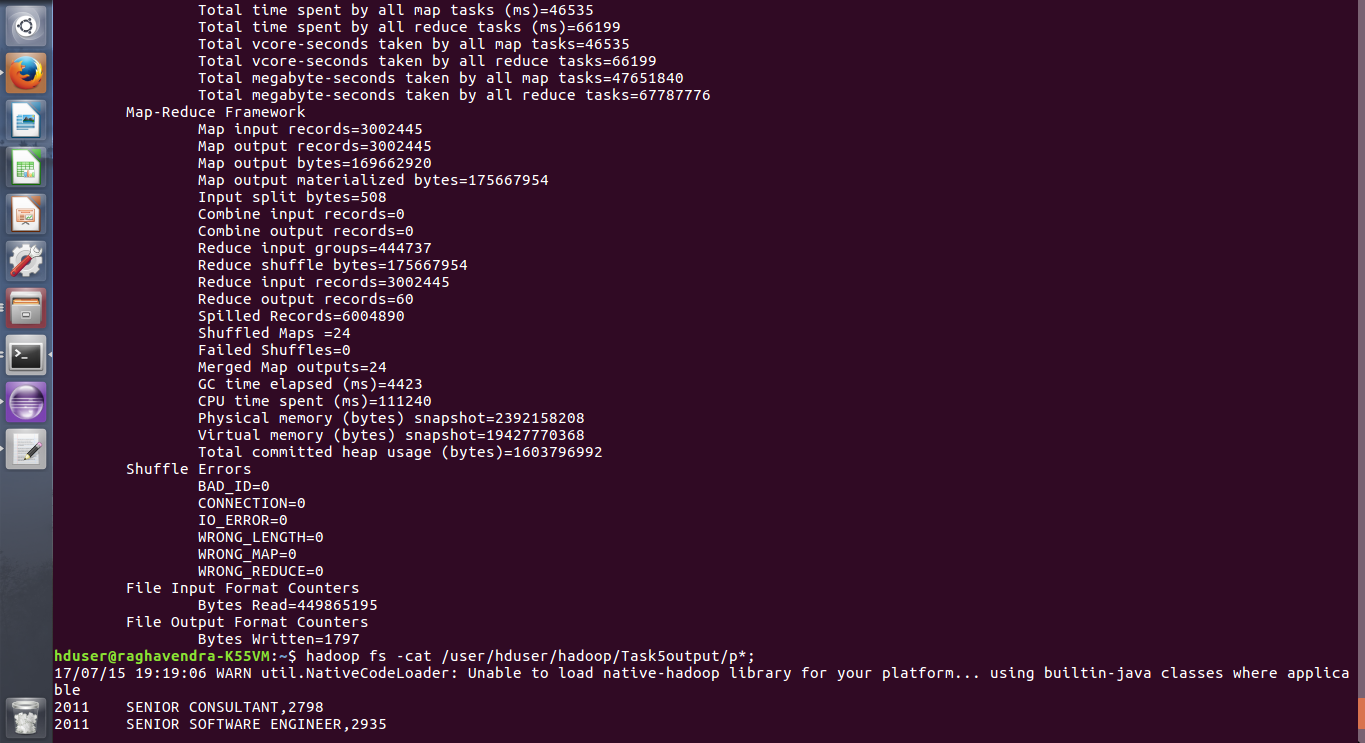 Total time spent by all map tasks (ms)=46535
Total time spent by all reduce tasks (ms)=66199
Total vcore-seconds taken by all map tasks=46535
Total vcore-seconds taken by all reduce tasks=66199
Total megabyte-seconds taken by all map tasks=47651840
Total megabyte-seconds taken by all reduce tasks=67787776
Map-Reduce Framework
Map input records=3002445
Map output records=3002445
Map output bytes=169662920
Map output materialized bytes=175667954
Input split bytes=508
Combine input records=0
Combine output records=0
Reduce input groups=444737
Reduce shuffle bytes=175667954
Reduce input records=3002445
Reduce output records=60
Spilled Records=6004890
Shuffled Maps =24
Failed Shuffles=0
Merged Map outputs=24
GC time elapsed (ms)=4423
CPU time spent (ms)=111240
Physical memory (bytes) snapshot=2392158208
Virtual memory (bytes) snapshot=19427770368
Total committed heap usage (bytes)=1603796992
Shuffle Errors
BAD_ID=0
CONNECTION=0
IO_ERROR=0
WRONG_LENGTH=0
WRONG_MAP=0
WRONG_REDUCE=0
File Input Format Counters
Bytes Read=449865195
File Output Format Counters
Bytes Written=1797
hduser@raghavendra-K55VM:~$ hadoop fs -cat /user/hduser/hadoop/Task5output/p*;
17/07/15 19:19:06 WARN util.NativeCodeLoader: Unable to load native-hadoop library for your platform... using builtin-java classes where applica
ble
2011 SENIOR CONSULTANT,2798
2011 SENIOR SOFTWARE ENGINEER,2935